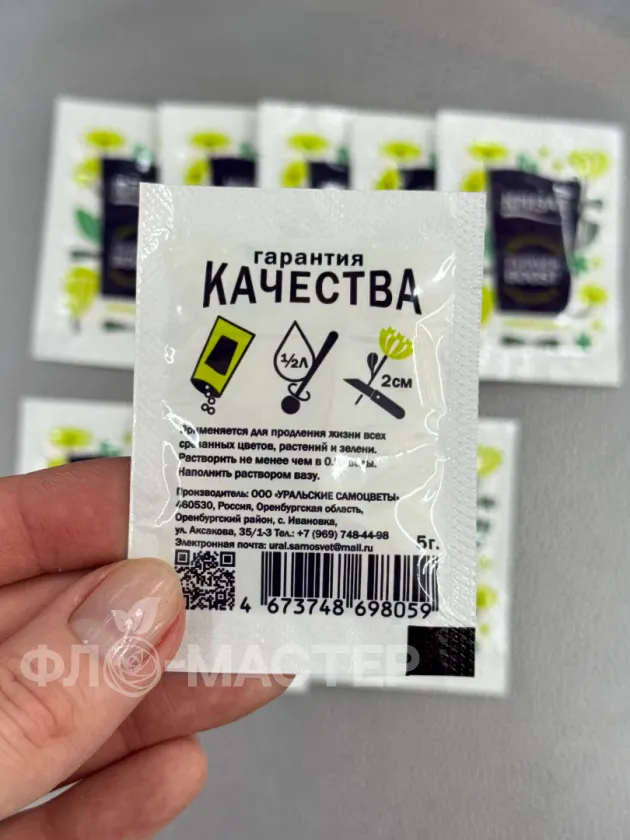 гарантия
КАЧЕСТВА
½л
2см
Применяется для продления жизни всех
срезанных цветов, растений и зелени.
Растворить не менее чем в
Наполнить раствором вазу.
Производитель: ООО «УРАЛЬСКИЕ САМОЦВЕТЫ»
460530, Россия, Оренбургская область,
Оренбургский район, с. Ивановка,
ул. Аксакова, 35/1-3 Тел.: +7 (969) 748-44-98
Электронная почта: ural.samosvet@mail.ru
5г.
4 673748 698059
ФЛО-МАСТЕР